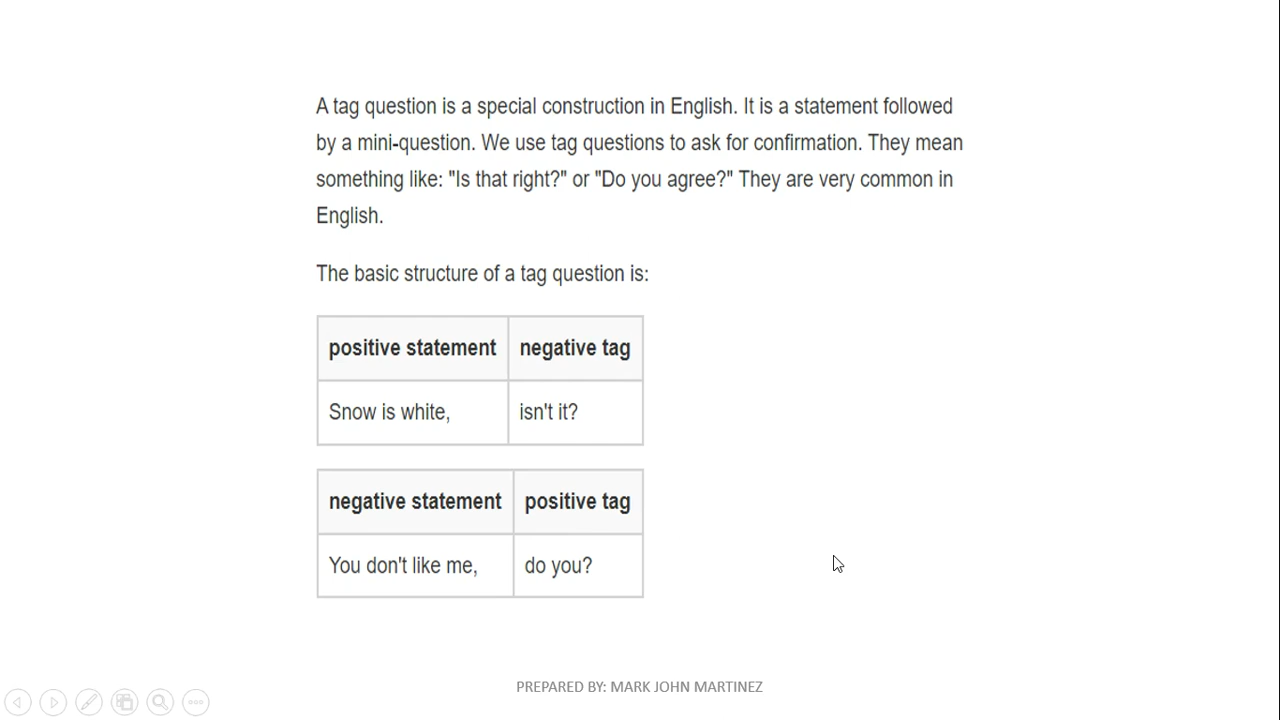 A tag question is a special construction in English. It is a statement followed
by a mini-question. We use tag questions to ask for confirmation. They mean
something like: "Is that right?" or "Do you agree?" They are very common in
English.
The basic structure of a tag question is:
positive statement negative tag
Snow is white, isn't it?
negative statement positive tag
You don't like me, do you?
PREPARED BY: MARK JOHN MARTINEZ